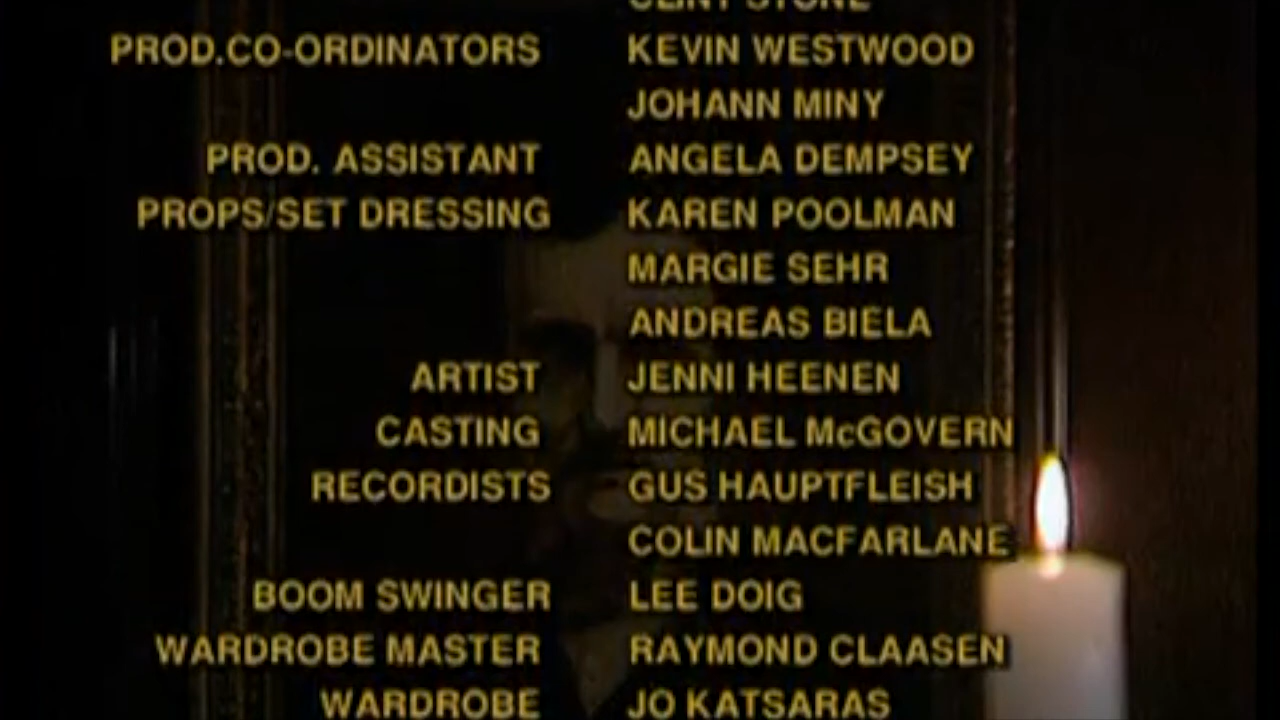 CLINT STONE
PROD.CO-ORDINATORS KEVIN WESTWOOD
JOHANN MINY
PROD. ASSISTANT ANGELA DEMPSEY
PROPS/SET DRESSING KAREN POOLMAN
MARGIE SEHR
ANDREAS BIELA
ARTIST JENNI HEENEN
CASTING MICHAEL McGOVERN
RECORDISTS GUS HAUPTFLEISH
COLIN MACFARLANE
BOOM SWINGER LEE DOIG
WARDROBE MASTER RAYMOND CLAASEN
WARDROBE JO KATSARAS